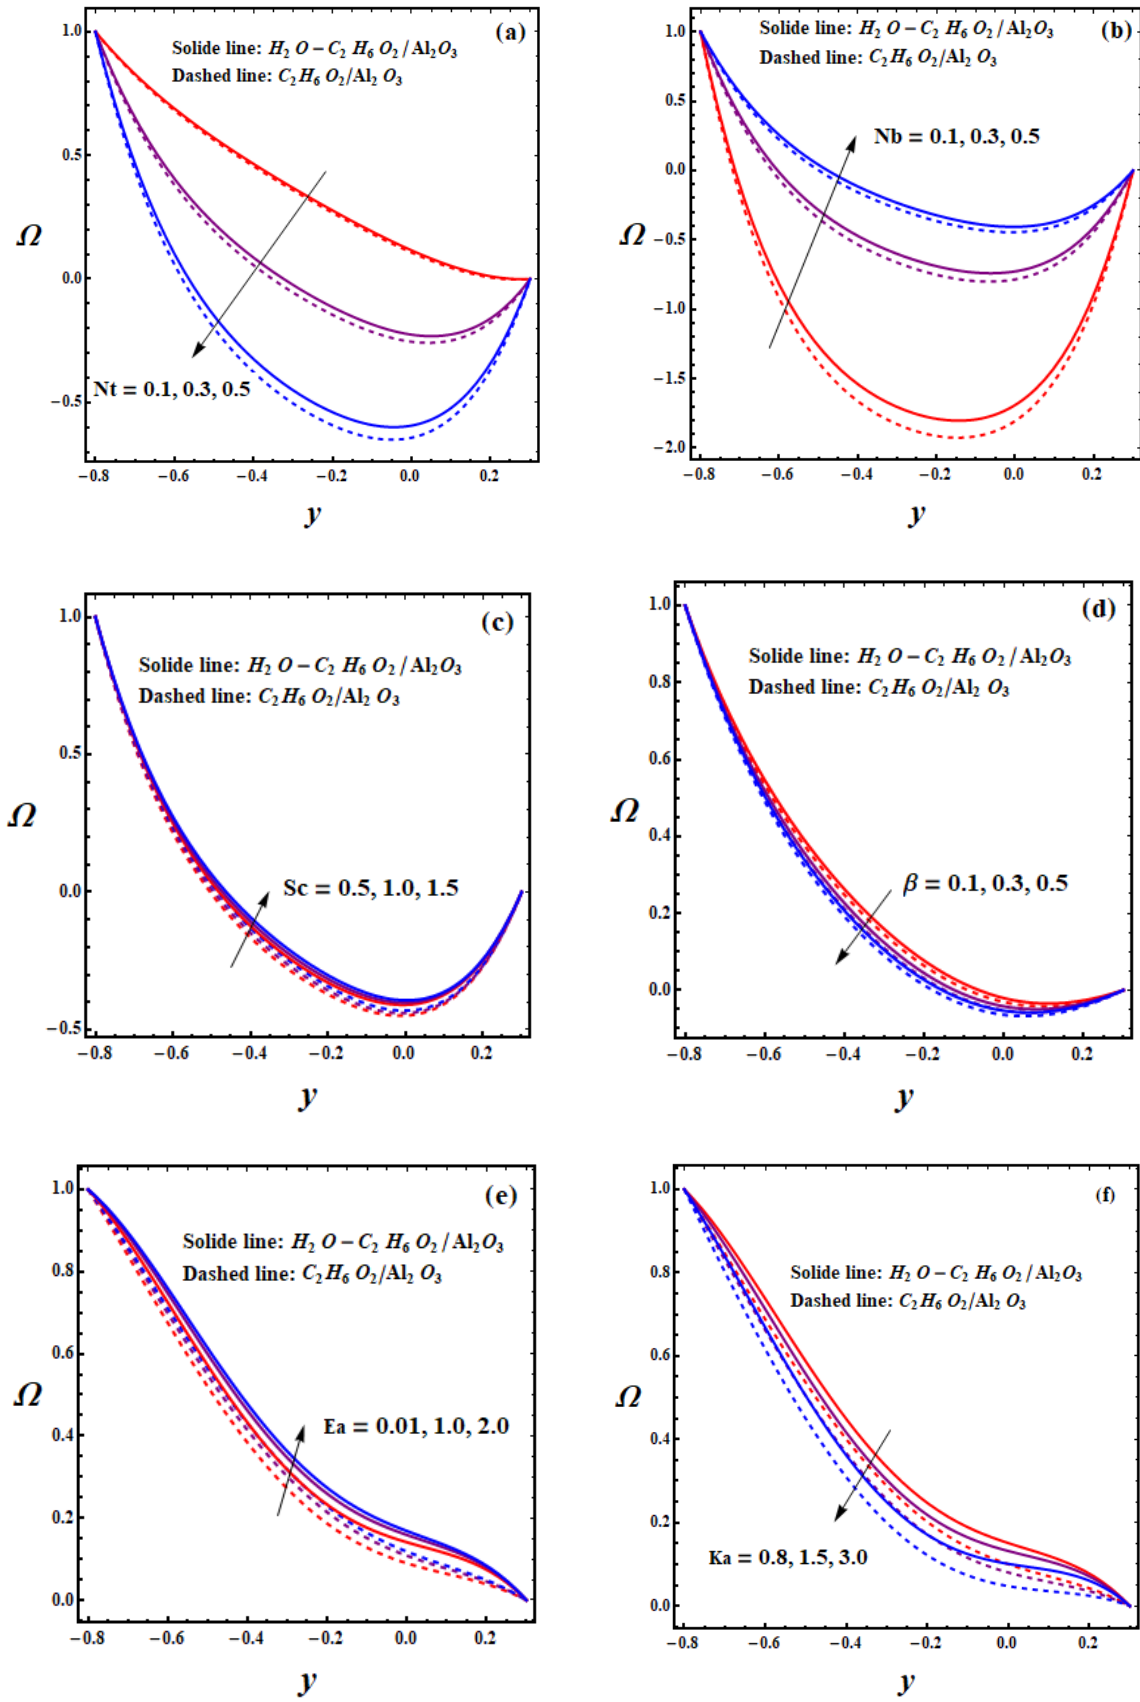 (a)
Solide line: H2 O – C2 H6 O2 / Al2O3
Dashed line: C2H6 O2/Al2 O3
1.0
0.5
0.0
−0.5
Ω
Nt = 0.1, 0.3, 0.5
−0.8 −0.6 −0.4 −0.2 0.0 0.2
y
(b)
Solide line: H2 O – C2 H6 O2 / Al2O3
Dashed line: C2H6 O2/Al2 O3
1.0
0.5
0.0
−0.5
−1.0
−1.5
−2.0
Ω
Nb = 0.1, 0.3, 0.5
−0.8 −0.6 −0.4 −0.2 0.0 0.2
y
(c)
Solide line: H2 O – C2 H6 O2 / Al2O3
Dashed line: C2H6 O2/Al2 O3
1.0
0.5
0.0
−0.5
Ω
Sc = 0.5, 1.0, 1.5
−0.8 −0.6 −0.4 −0.2 0.0 0.2
y
(d)
Solide line: H2 O – C2 H6 O2 / Al2O3
Dashed line: C2H6 O2/Al2 O3
1.0
0.8
0.6
0.4
0.2
0.0
Ω
β = 0.1, 0.3, 0.5
−0.8 −0.6 −0.4 −0.2 0.0 0.2
y
(e)
Solide line: H2 O – C2 H6 O2 / Al2O3
Dashed line: C2H6 O2/Al2 O3
1.0
0.8
0.6
0.4
0.2
0.0
Ω
Ea = 0.01, 1.0, 2.0
−0.8 −0.6 −0.4 −0.2 0.0 0.2
y
(f)
Solide line: H2 O – C2 H6 O2 / Al2O3
Dashed line: C2H6 O2/Al2 O3
1.0
0.8
0.6
0.4
0.2
0.0
Ω
Ka = 0.8, 1.5, 3.0
−0.8 −0.6 −0.4 −0.2 0.0 0.2
y